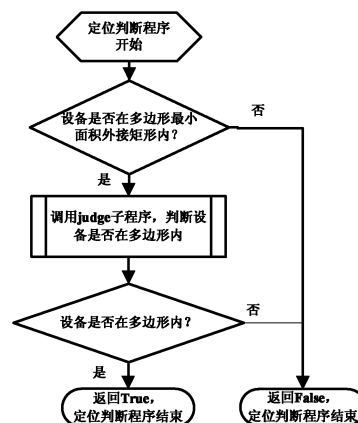 定位判断程序
开始
设备是否在多边形最小
面积外接矩形内？
否
是
调用judge子程序，判断设
备是否在多边形内
设备是否在多边形内？
否
是
返回True，
定位判断程序结束
返回False，
定位判断程序结束